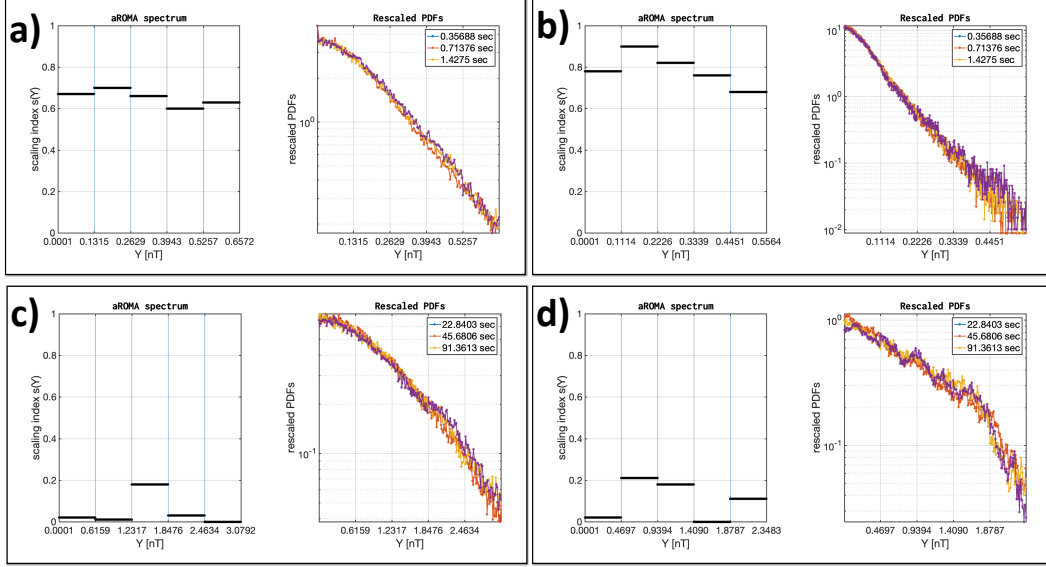 a)
aROMA spectrum
1
0.8
0.6
0.4
0.2
0
scaling index s(Y)
0.0001 0.1315 0.2629 0.3943 0.5257 0.6572
Y [nT]
Rescaled PDFs
0.35688 sec
0.71376 sec
1.4275 sec
10^0
rescaled PDFs
0.1315 0.2629 0.3943 0.5257
Y [nT]
b)
aROMA spectrum
1
0.8
0.6
0.4
0.2
0
scaling index s(Y)
0.0001 0.1114 0.2226 0.3339 0.4451 0.5564
Y [nT]
Rescaled PDFs
0.35688 sec
0.71376 sec
1.4275 sec
10^1
10^0
10^-1
10^-2
rescaled PDFs
0.1114 0.2226 0.3339 0.4451
Y [nT]
c)
aROMA spectrum
1
0.8
0.6
0.4
0.2
0
scaling index s(Y)
0.0001 0.6159 1.2317 1.8476 2.4634 3.0792
Y [nT]
Rescaled PDFs
22.8403 sec
45.6806 sec
91.3613 sec
10^-1
rescaled PDFs
0.6159 1.2317 1.8476 2.4634
Y [nT]
d)
aROMA spectrum
1
0.8
0.6
0.4
0.2
0
scaling index s(Y)
0.0001 0.4697 0.9394 1.4090 1.8787 2.3483
Y [nT]
Rescaled PDFs
22.8403 sec
45.6806 sec
91.3613 sec
10^0
10^-1
rescaled PDFs
0.4697 0.9394 1.4090 1.8787
Y [nT]